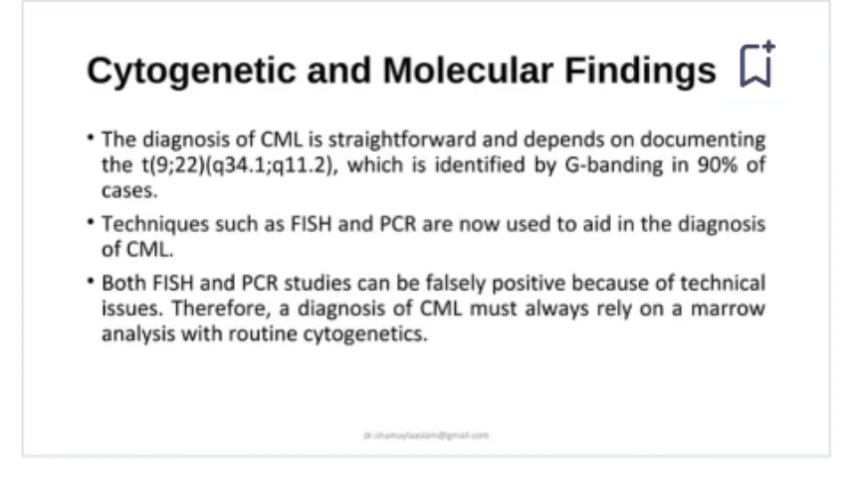 Cytogenetic and Molecular Findings
• The diagnosis of CML is straightforward and depends on documenting
the t(9;22)(q34.1;q11.2), which is identified by G-banding in 90% of
cases.
• Techniques such as FISH and PCR are now used to aid in the diagnosis
of CML.
• Both FISH and PCR studies can be falsely positive because of technical
issues. Therefore, a diagnosis of CML must always rely on a marrow
analysis with routine cytogenetics.